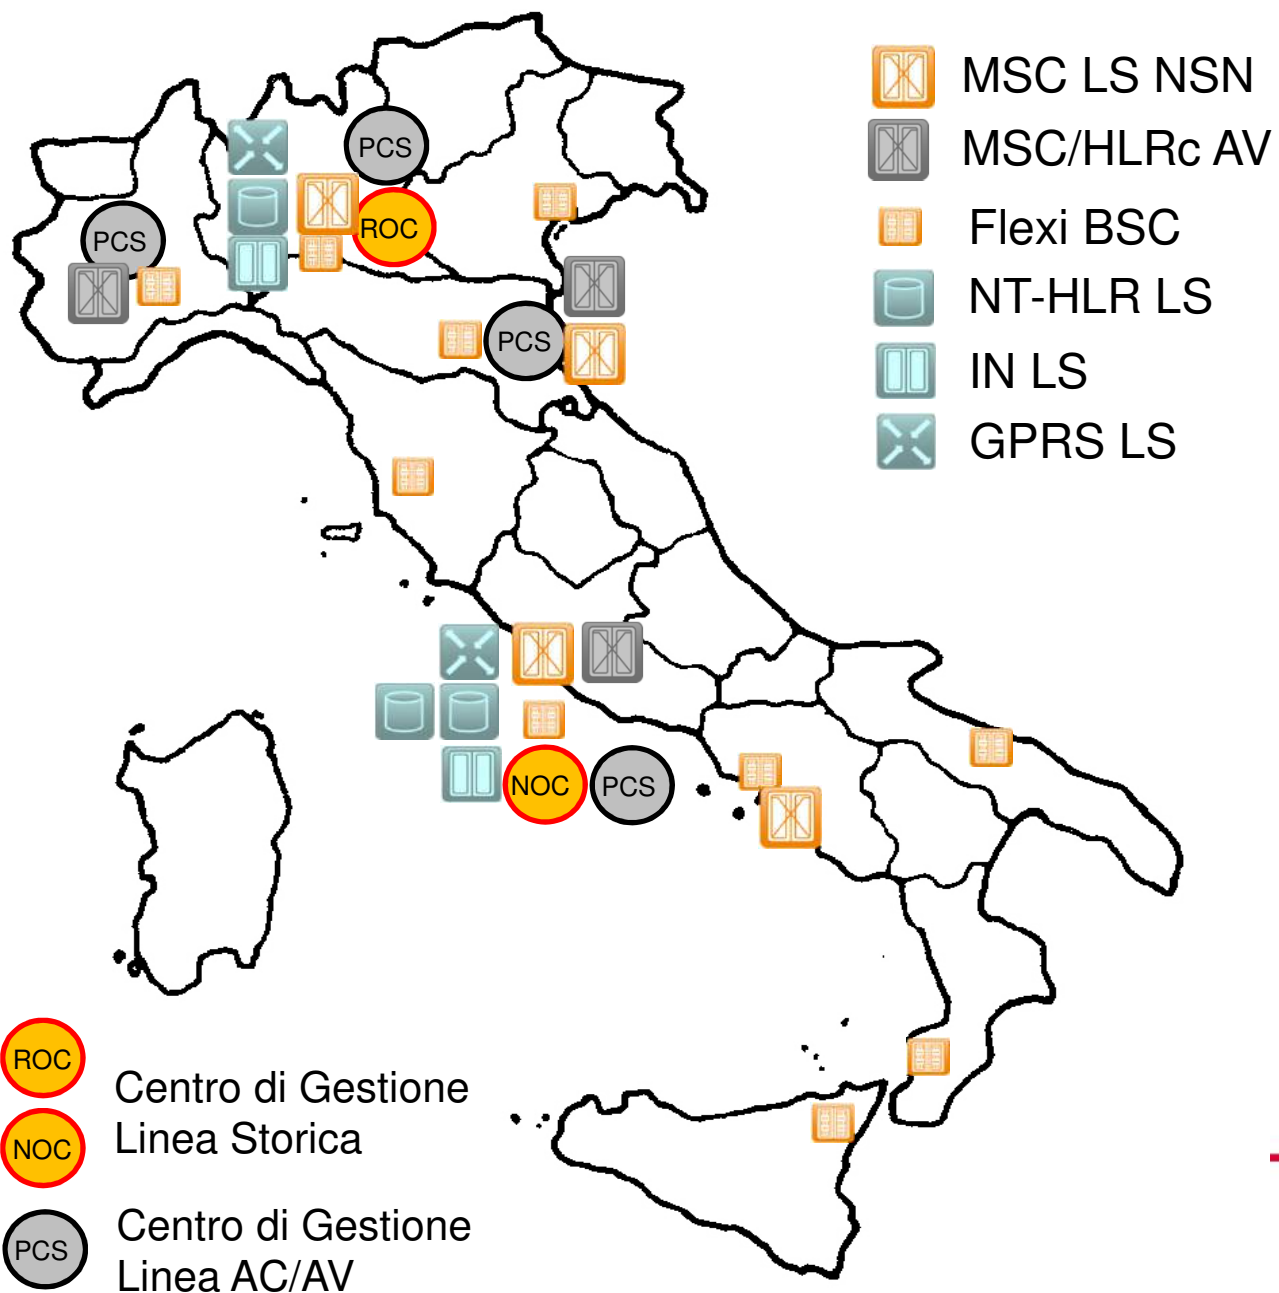 MSC LS NSN
MSC/HLRc AV
Flexi BSC
NT-HLR LS
IN LS
GPRS LS
PCS
ROC
PCS
PCS
NOC
PCS
ROC
NOC
Centro di Gestione
Linea Storica
PCS
Centro di Gestione
Linea AC/AV